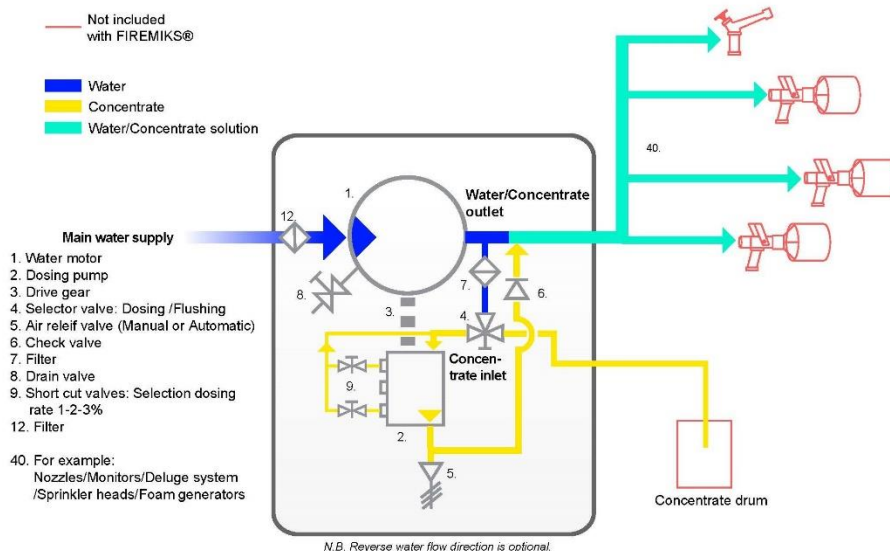 Not included
with FIREMIKS®
Water
Concentrate
Water/Concentrate solution
40.
1.
Water/Concentrate
outlet
12.
Main water supply
1. Water motor
2. Dosing pump
3. Drive gear
4. Selector valve: Dosing /Flushing
5. Air releif valve (Manual or Automatic)
6. Check valve
7. Filter
8. Drain valve
9. Short cut valves: Selection dosing
rate 1-2-3%
12. Filter
40. For example:
Nozzles/Monitors/Deluge system
/Sprinkler heads/Foam generators
8.
7.
6.
3.
4.
Concen-
trate inlet
9.
2.
5.
Concentrate drum
N.B. Reverse water flow direction is optional.